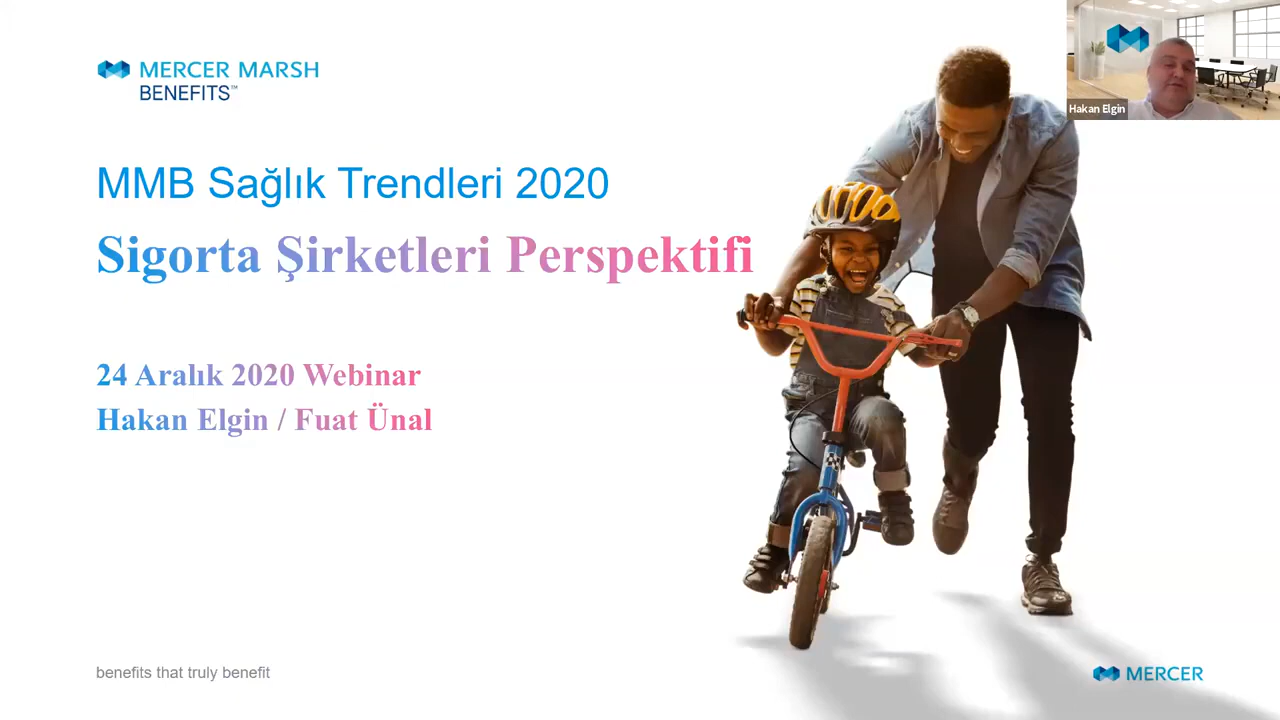 MERCER MARSH
BENEFITS™
Hakan Elgin
MMB Sağlık Trendleri 2020
Sigorta Şirketleri Perspektifi
24 Aralık 2020 Webinar
Hakan Elgin / Fuat Ünal
benefits that truly benefit
MERCER